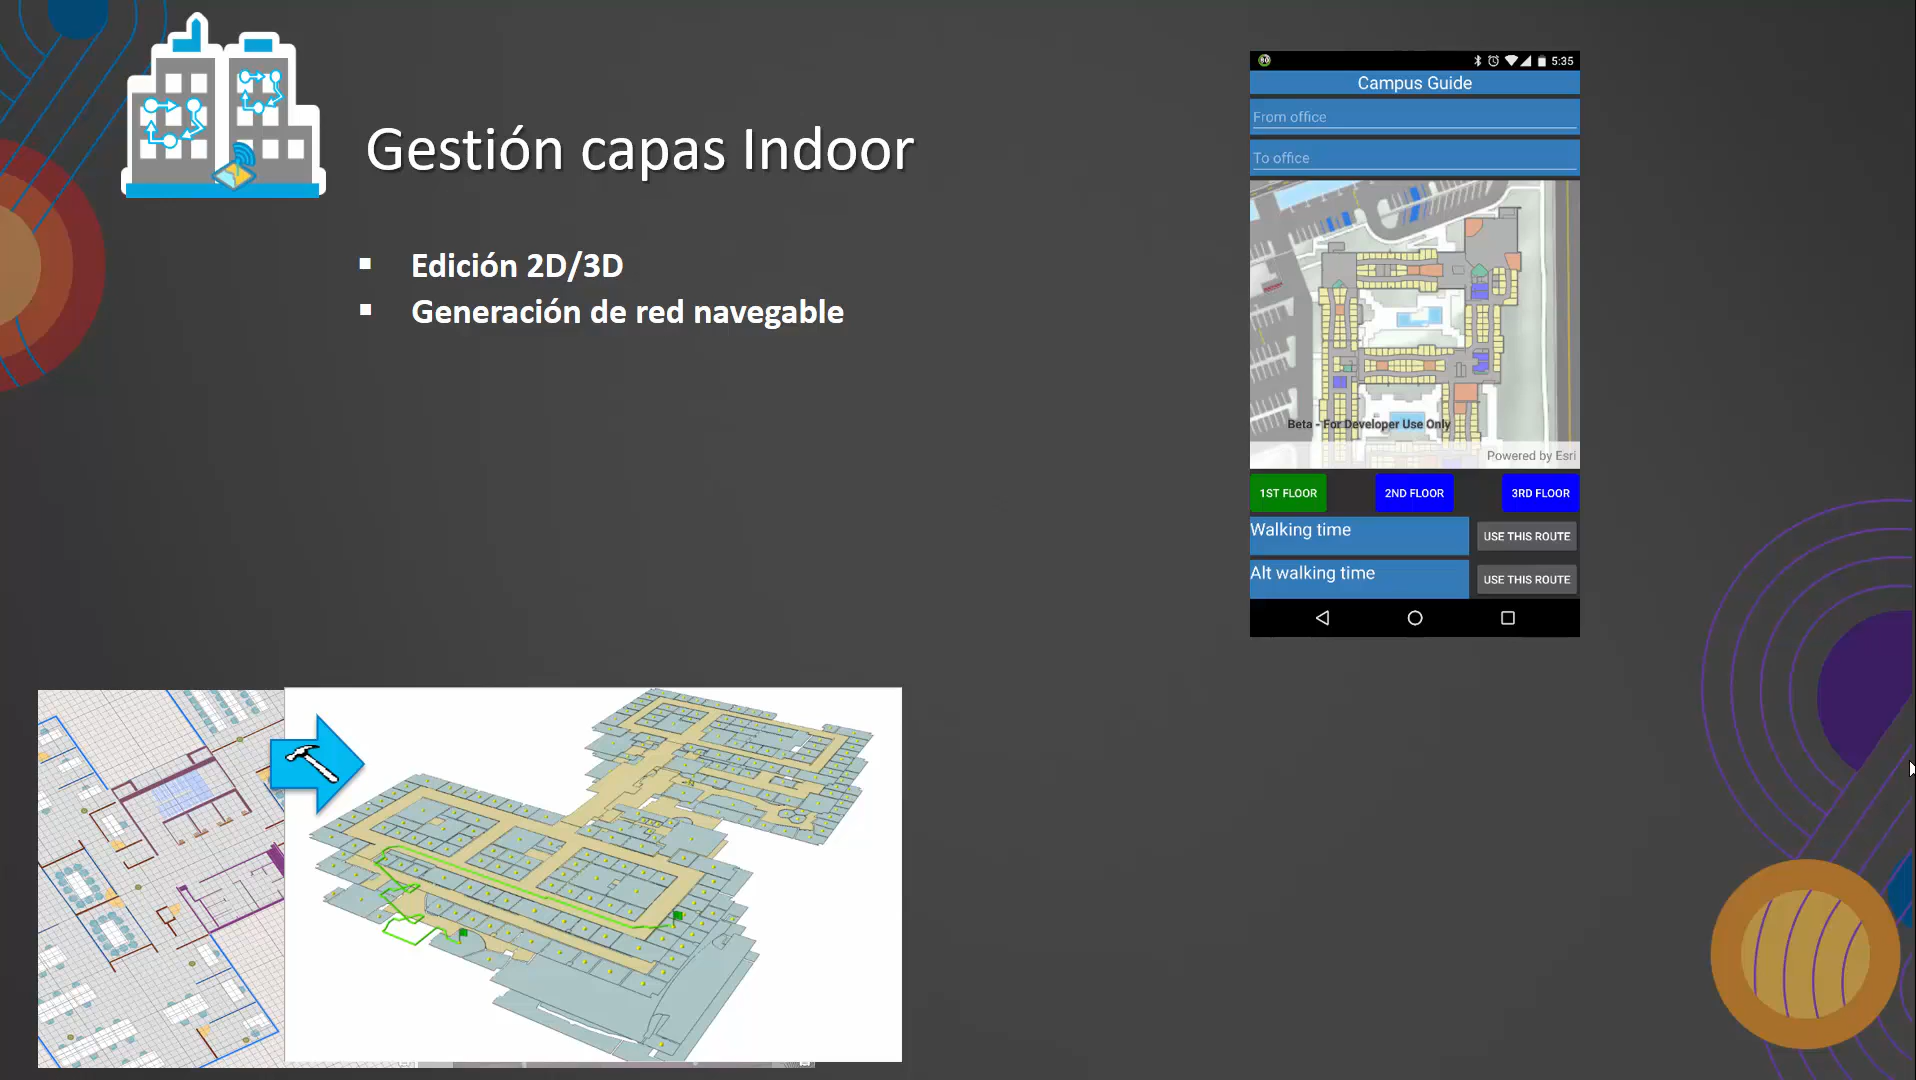 Gestión capas Indoor
▪ Edición 2D/3D
▪ Generación de red navegable
5:35
Campus Guide
From office
To office
Beta - For Developer Use Only
Powered by Esri
1ST FLOOR 2ND FLOOR 3RD FLOOR
Walking time USE THIS ROUTE
Alt walking time USE THIS ROUTE